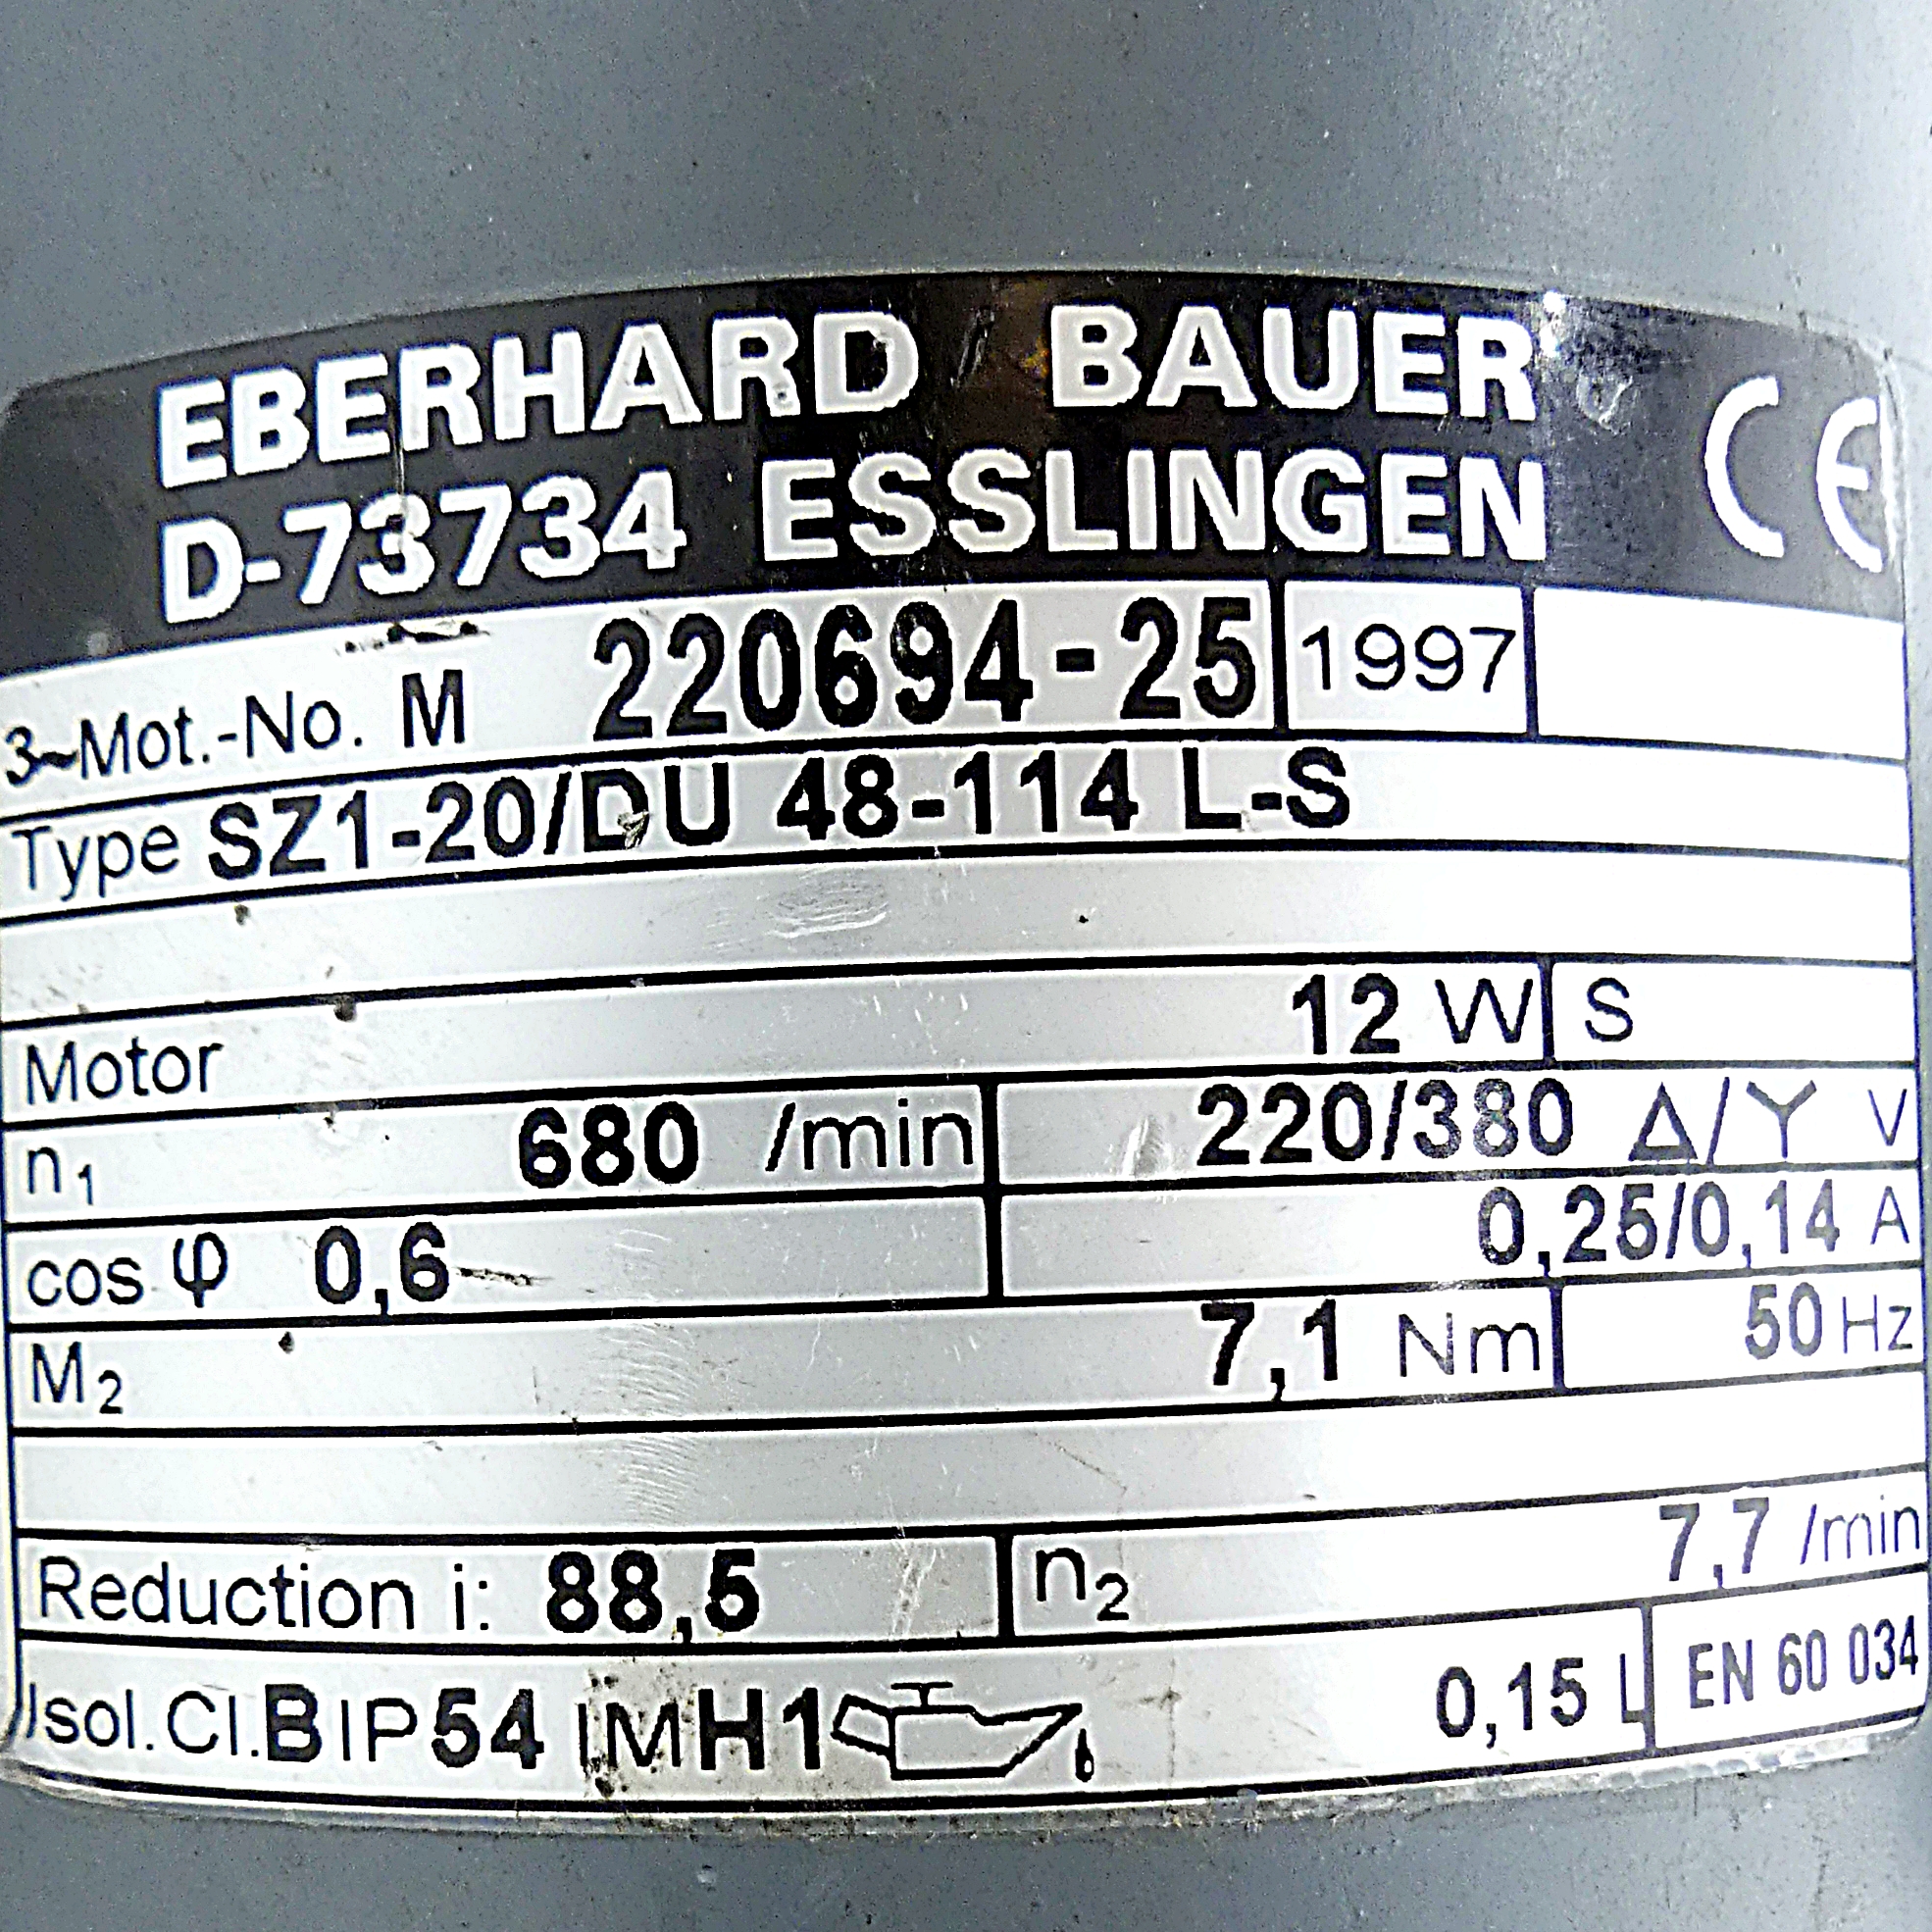 EBERHARD BAUER
D-73734 ESSLINGEN CE
3~Mot.-No. M 220694-25 1997
Type SZ1-20/DU 48-114 L-S
Motor 12 W S
n1 680 /min 220/380 Δ/Y V
cos φ 0,6 0,25/0,14 A
M2 7,1 Nm 50 Hz
Reduction i: 88,5 n2 7,7 /min
Isol.Cl.B IP54 IMH1 0,15 L EN 60 034